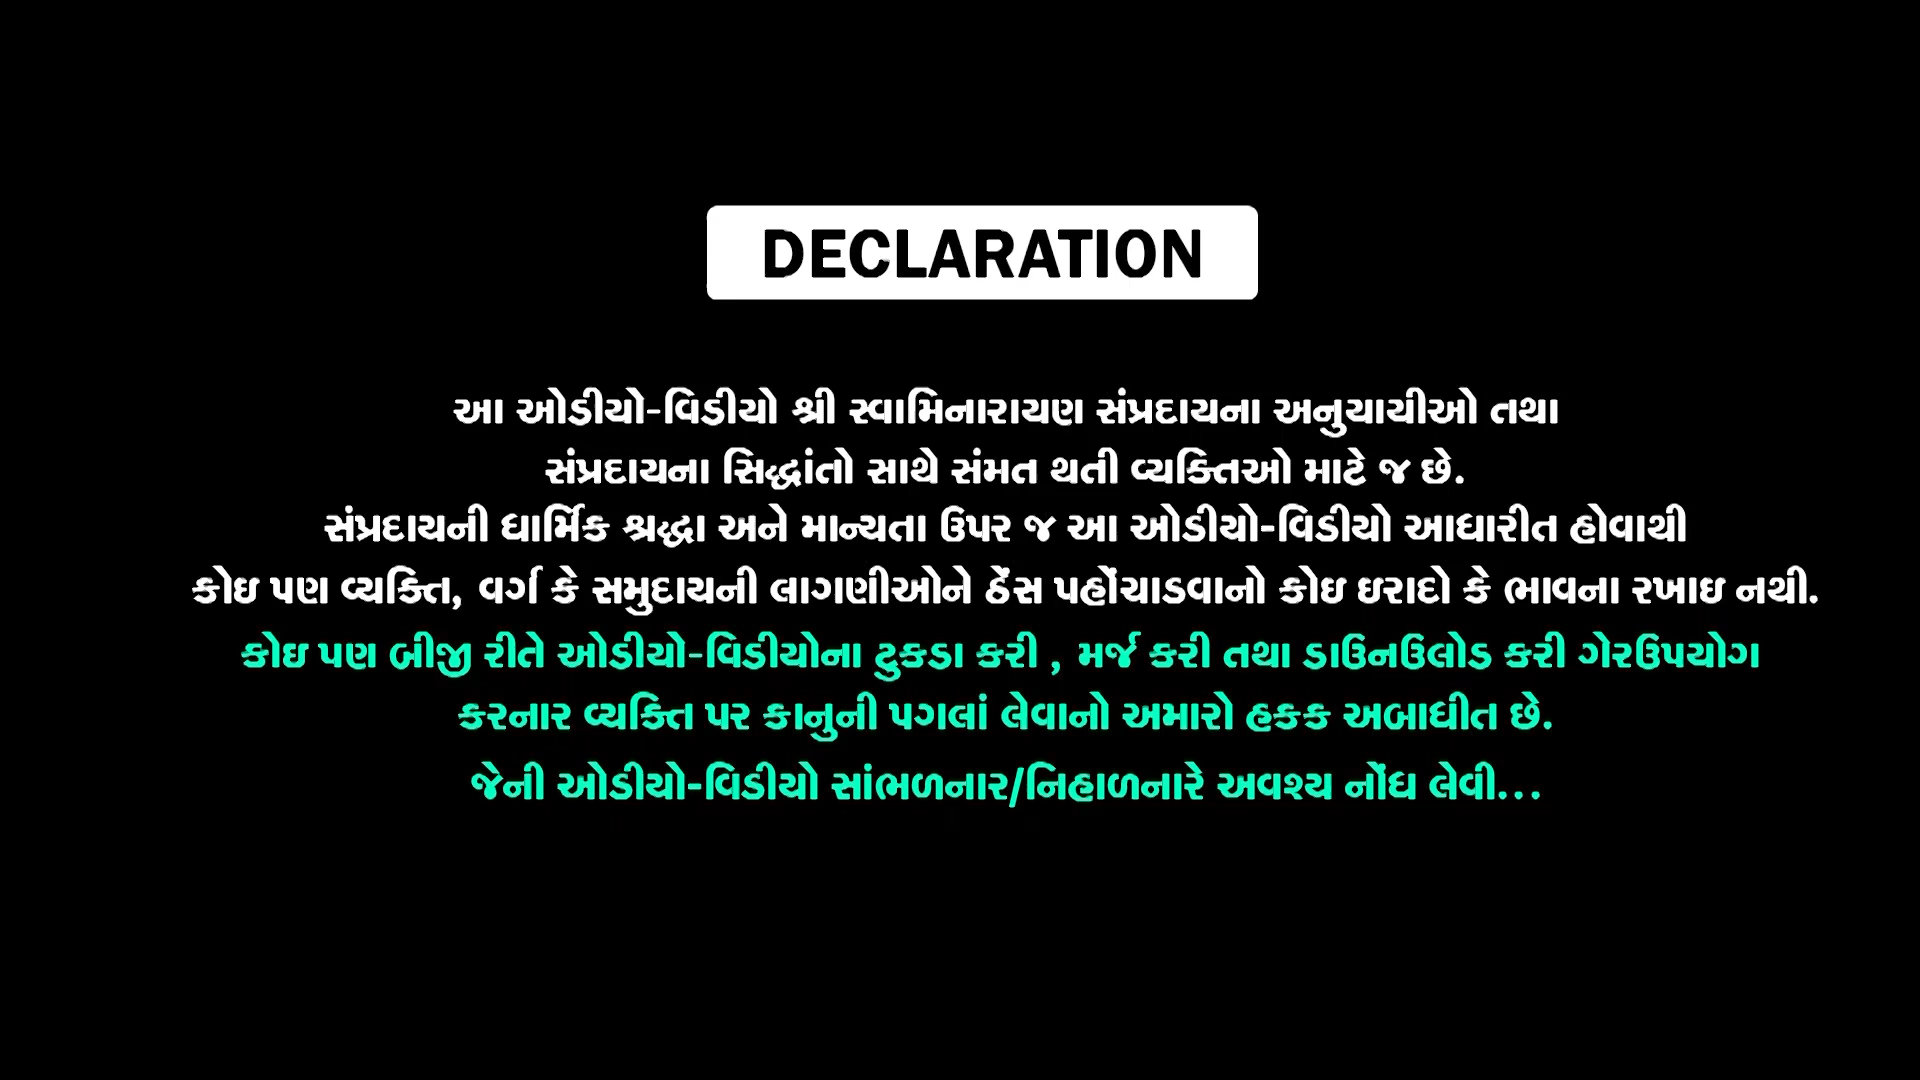 DECLARATION
આ ઓડીયો-વિડીયો શ્રી સ્વામિનારાયણ સંપ્રદાયના અનુયાયીઓ તથા
સંપ્રદાયના સિદ્ધાંતો સાથે સંમત થતી વ્યક્તિઓ માટે જ છે.
સંપ્રદાયની ધાર્મિક શ્રદ્ધા અને માન્યતા ઉપર જ આ ઓડીયો-વિડીયો આધારીત હોવાથી
કોઇ પણ વ્યક્તિ, વર્ગ કે સમુદાયની લાગણીઓને ઠેંસ પહોંચાડવાનો કોઇ ઇરાદો કે ભાવના રખાઇ નથી.
કોઇ પણ બીજી રીતે ઓડીયો-વિડીયોના ટુકડા કરી , મર્જ કરી તથા ડાઉનઉલોડ કરી ગેરઉપયોગ
કરનાર વ્યક્તિ પર કાનુની પગલાં લેવાનો અમારો હકક અબાધીત છે.
જેની ઓડીયો-વિડીયો સાંભળનાર/નિહાળનારે અવશ્ય નોંધ લેવી...